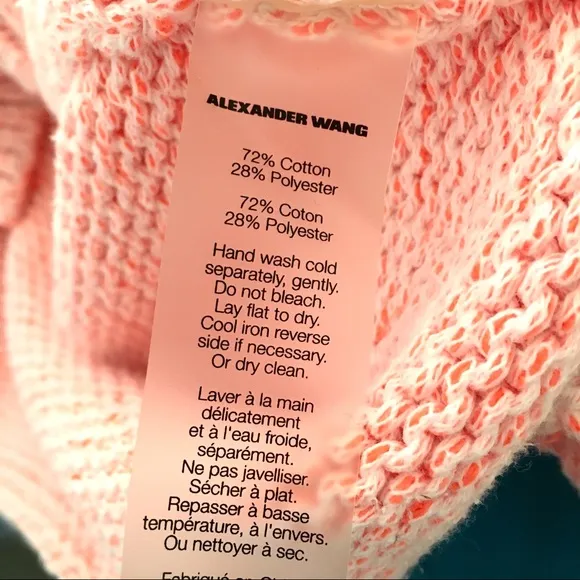 ALEXANDER WANG
72% Cotton
28% Polyester
72% Coton
28% Polyester
Hand wash cold
separately, gently.
Do not bleach.
Lay flat to dry.
Cool iron reverse
side if necessary.
Or dry clean.
Laver à la main
délicatement
et à l'eau froide,
séparément.
Ne pas javelliser.
Sécher à plat.
Repasser à basse
température, à l'envers.
Ou nettoyer à sec.
Fabriqué en